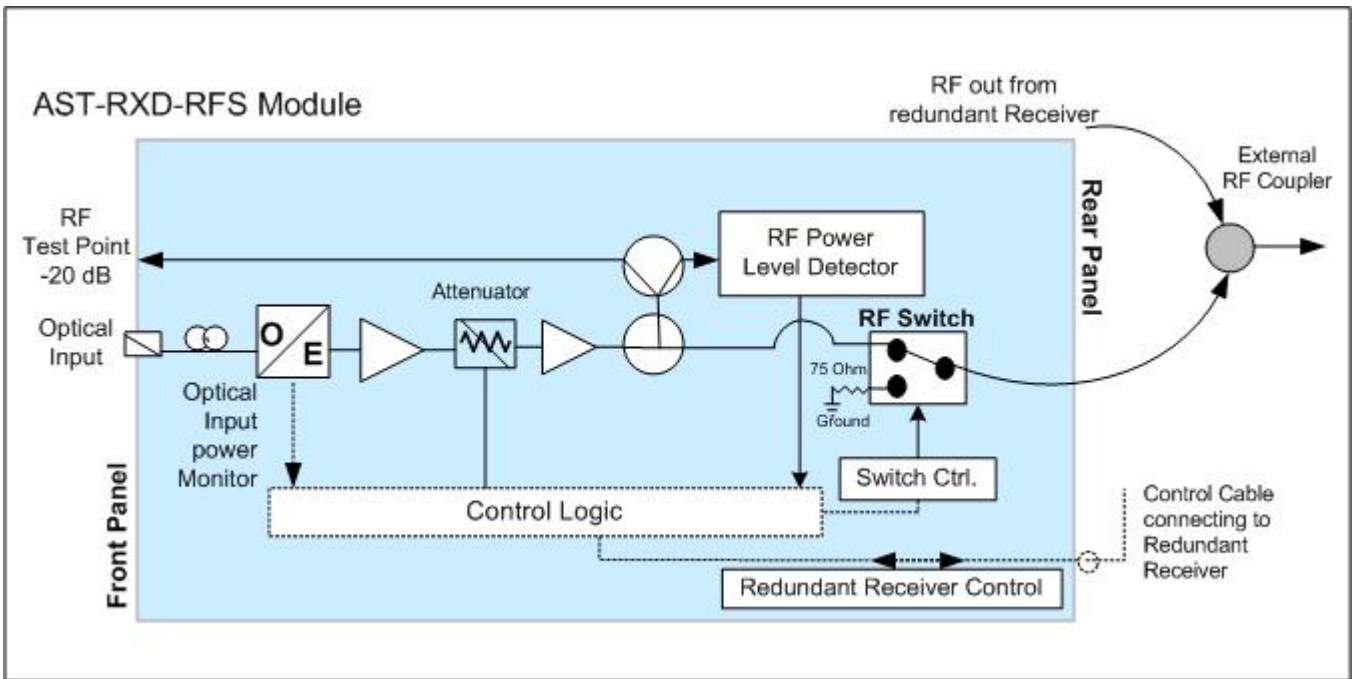 AST-RXD-RFS Module
RF out from
redundant Receiver
External
RF Coupler
Rear Panel
RF
Test Point
-20 dB
RF Power
Level Detector
Attenuator
Optical
Input
O
E
RF Switch
75 Ohm
Ground
Optical
Input
power
Monitor
Switch Ctrl.
Control Logic
Control Cable
connecting to
Redundant
Receiver
Front Panel
Redundant Receiver Control